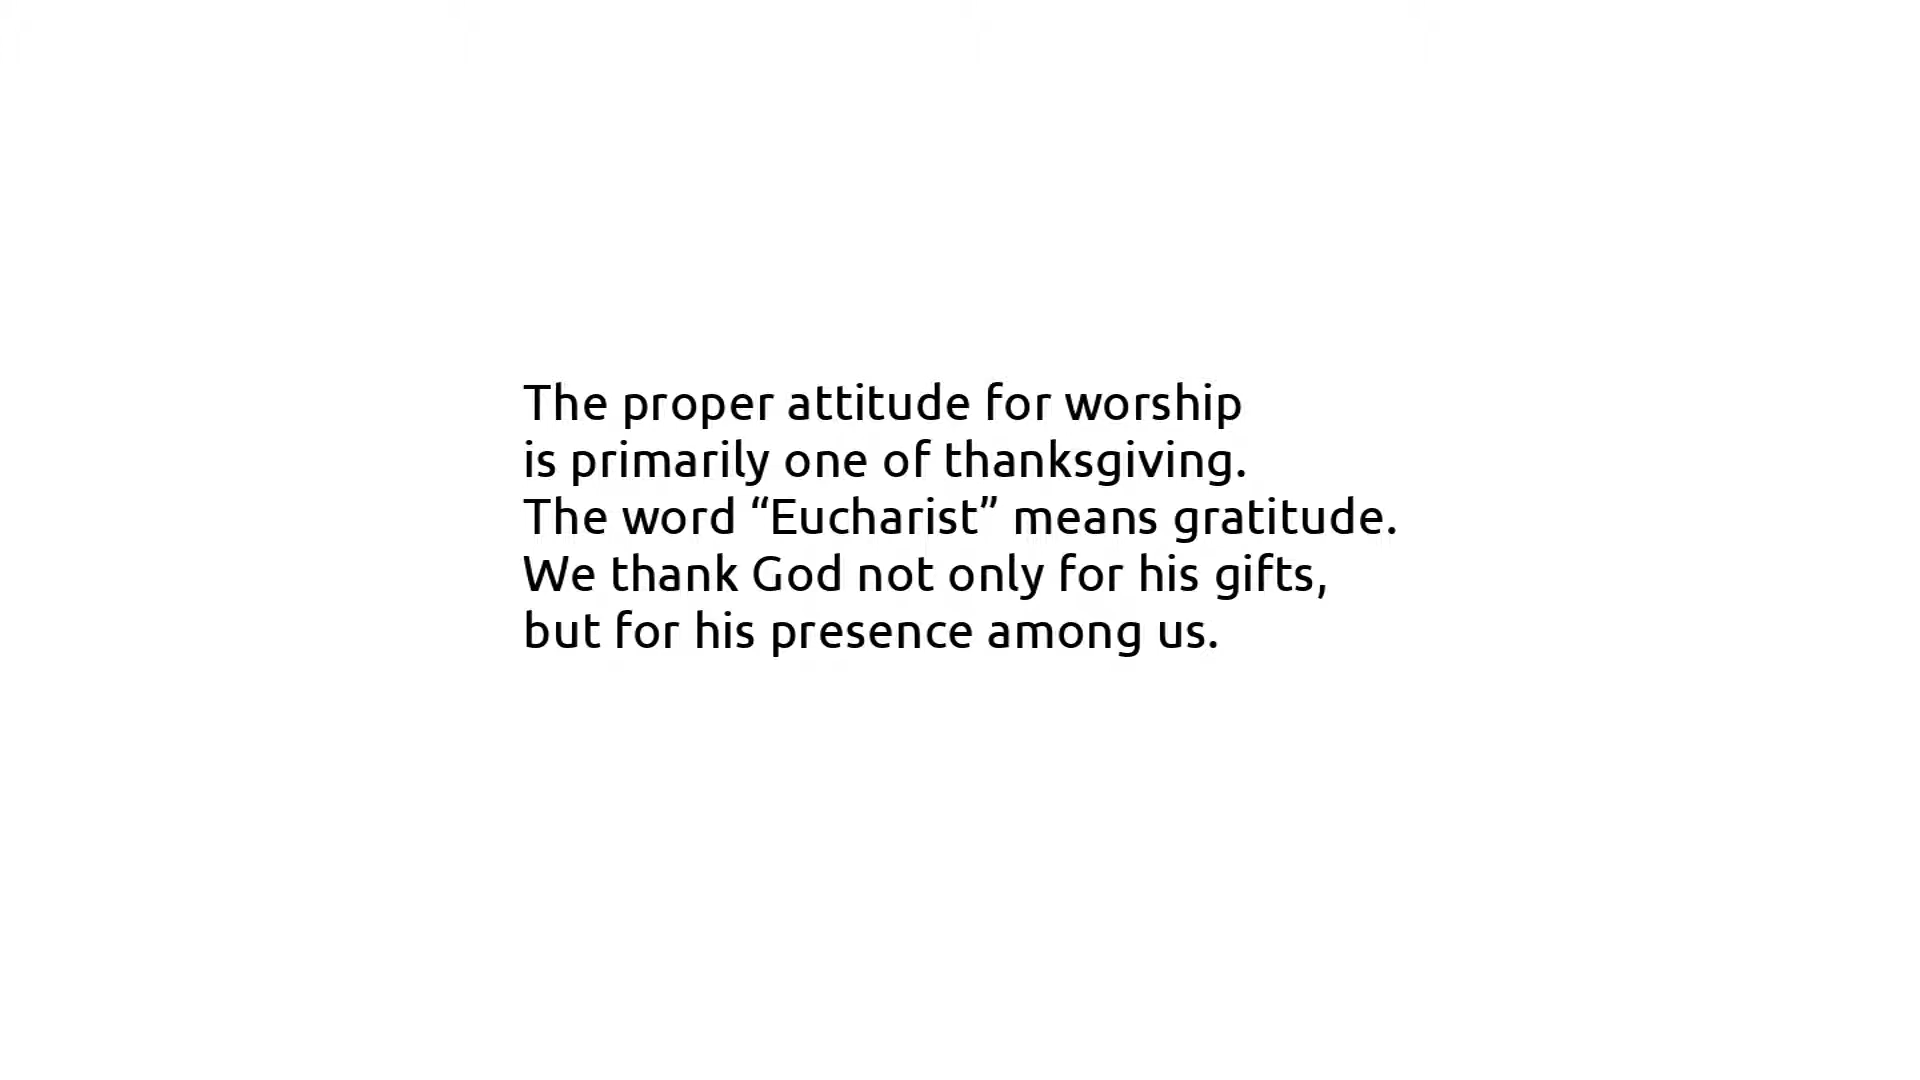 The proper attitude for worship
is primarily one of thanksgiving.
The word “Eucharist” means gratitude.
We thank God not only for his gifts,
but for his presence among us.